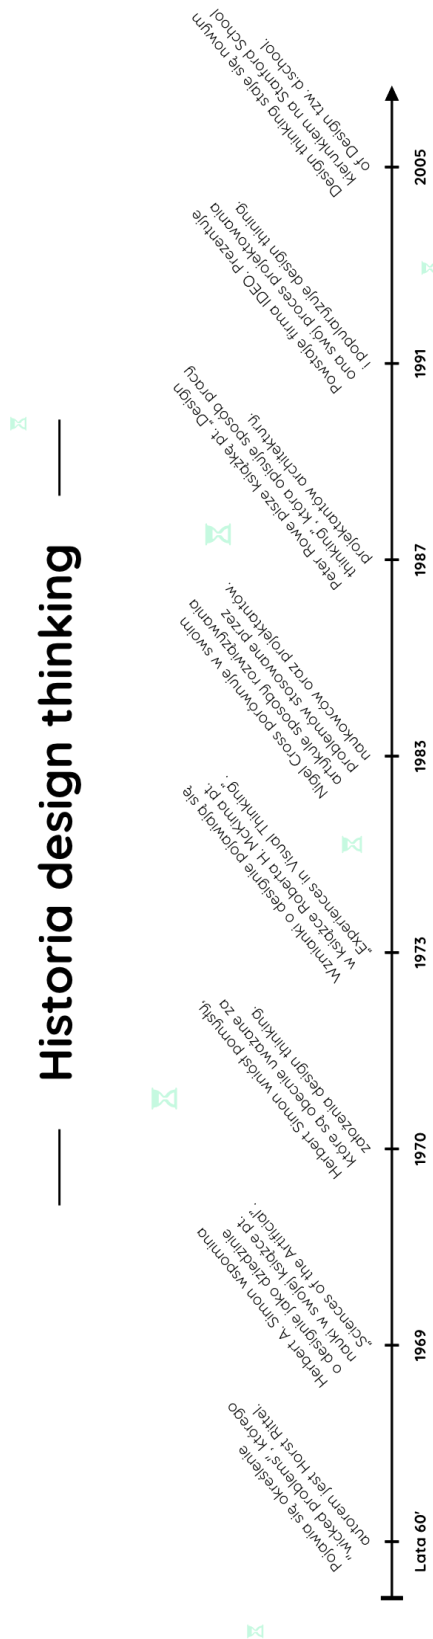 Historia design thinking
Pojawia się określenie
"wicked problems", którego
autorem jest Horst Rittel.
Lata 60'
Herbert A. Simon wspomina
o designie jako dziedzinie
nauki w swojej książce pt.
„Sciences of the Artificial”.
1969
Herbert Simon wniósł pomysły,
które są obecnie uważane za
założenia design thinking.
1970
Wzmianki o designie pojawiają się
w książce Roberta H. McKima pt.
„Experiences in Visual Thinking”.
1973
Nigel Cross porównuje w swoim
artykule sposoby rozwiązywania
problemów stosowane przez
naukowców oraz projektantów.
1983
Peter Rowe pisze książkę pt. „Design
thinking”, która opisuje sposób pracy
projektantów architektury.
1987
Powstaje firma IDEO. Prezentuje
ona swój proces projektowania
i popularyzuje design thining.
1991
Design thinking staje się nowym
kierunkiem na Stanford School
of Design tzw. d.school.
2005